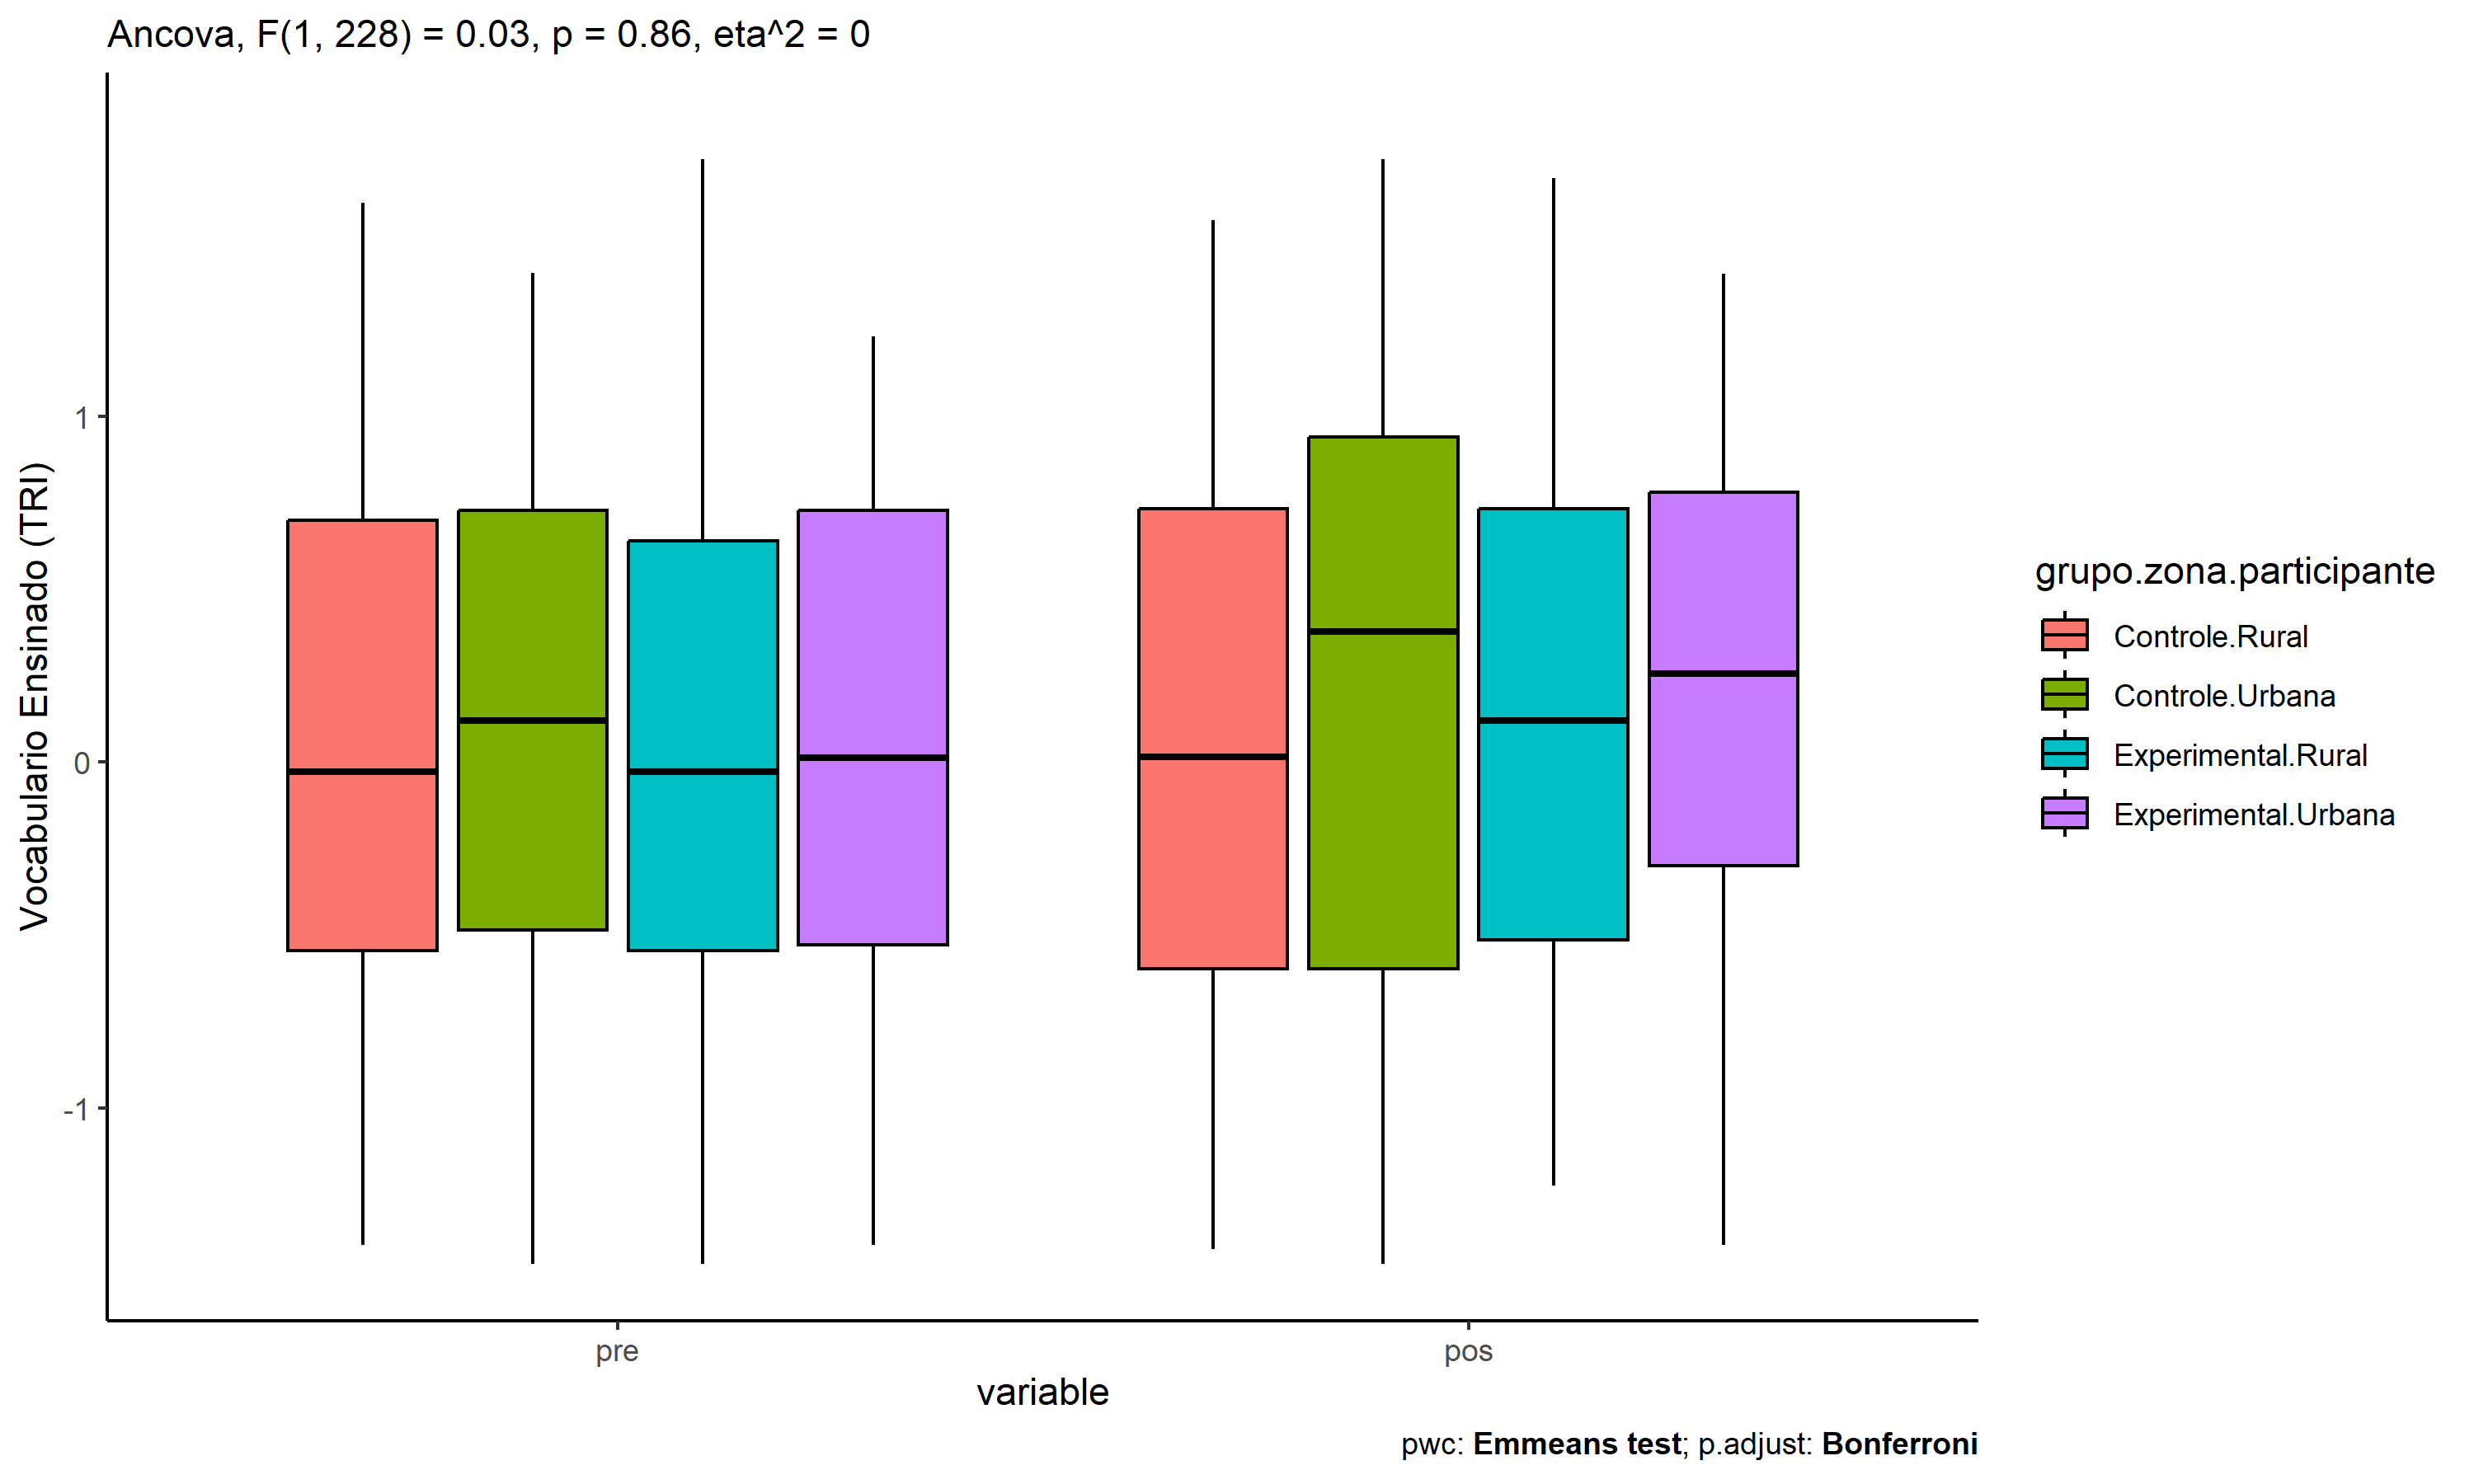 Ancova, F(1, 228) = 0.03, p = 0.86, eta^2 = 0
Vocabulario Ensinado (TRI)
1
0
-1
pre
pos
variable
grupo.zona.participante
Controle.Rural
Controle.Urbana
Experimental.Rural
Experimental.Urbana
pwc: Emmeans test; p.adjust: Bonferroni